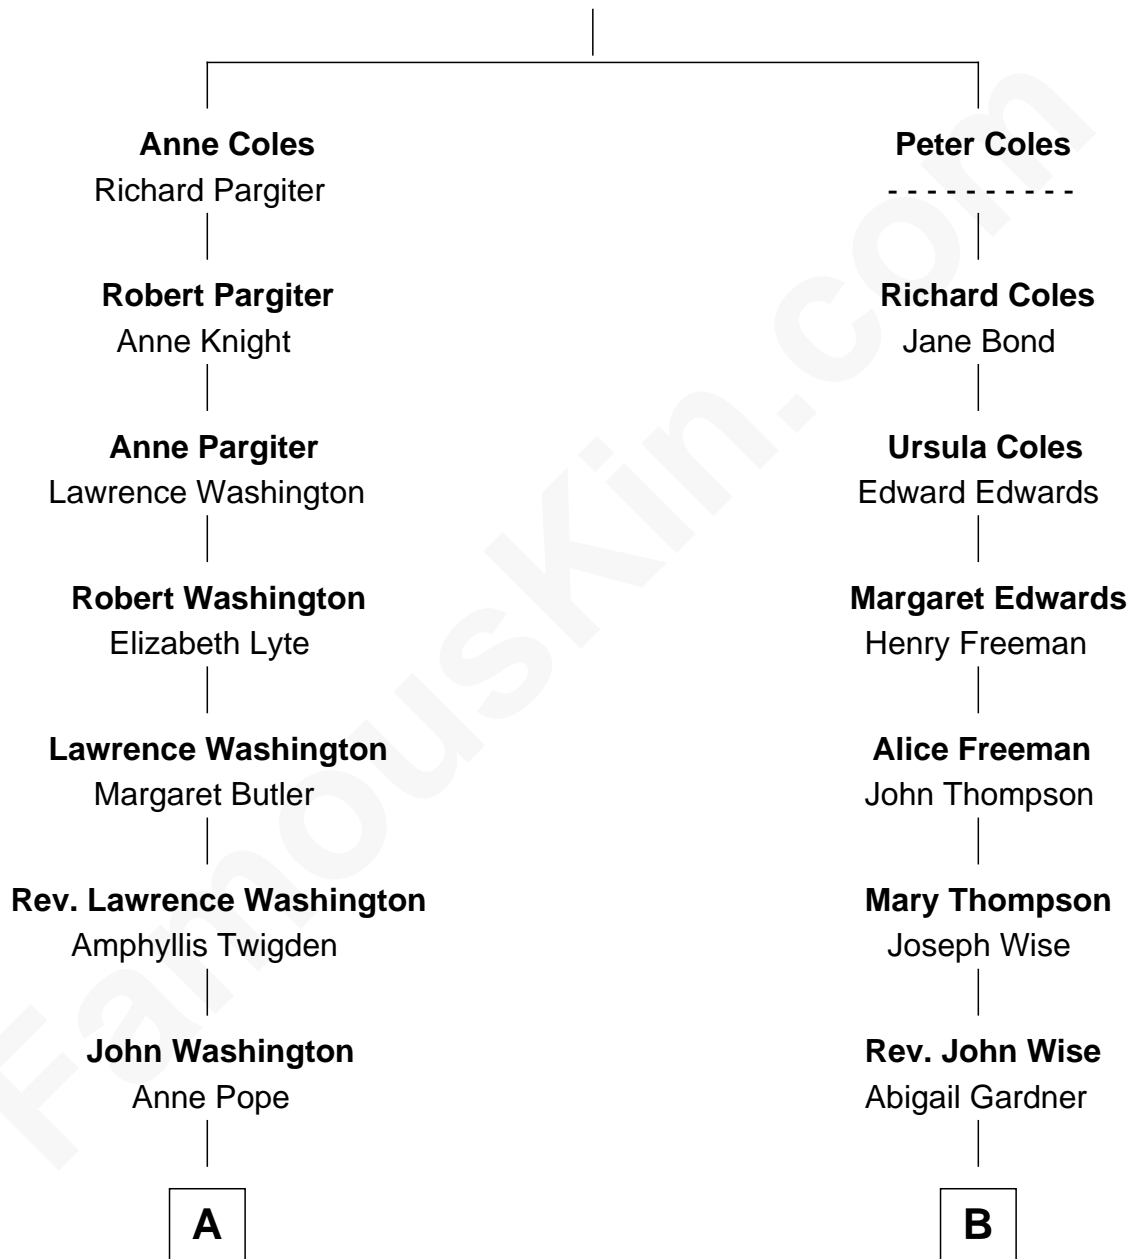 Anne Coles
Richard Pargiter
Peter Coles
- - - - - - - - - -
Robert Pargiter
Anne Knight
Richard Coles
Jane Bond
Anne Pargiter
Lawrence Washington
Ursula Coles
Edward Edwards
Robert Washington
Elizabeth Lyte
Margaret Edwards
Henry Freeman
Lawrence Washington
Margaret Butler
Alice Freeman
John Thompson
Rev. Lawrence Washington
Amphyllis Twigden
Mary Thompson
Joseph Wise
John Washington
Anne Pope
Rev. John Wise
Abigail Gardner
A
B
FamousKin.com